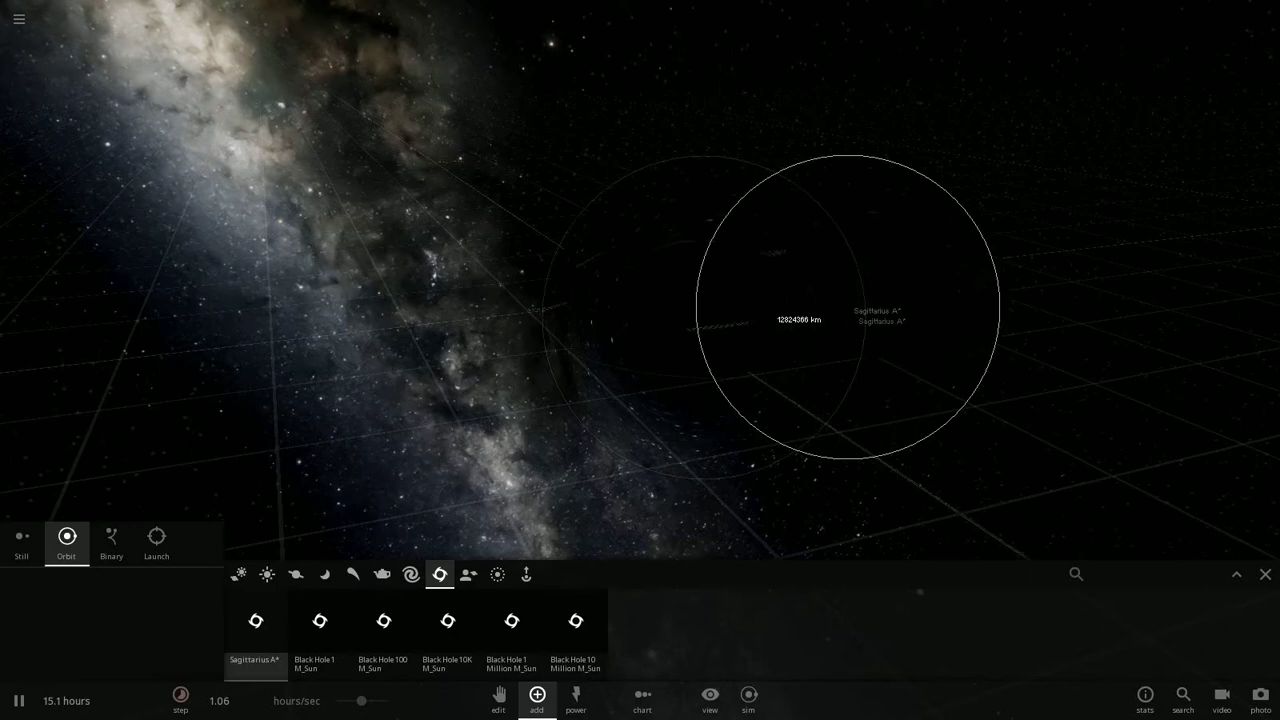 Sagittarius A*
12824366 km
Sagittarius A*
Still
Orbit
Binary
Launch
Sagittarius A*
Black Hole 1
M_Sun
Black Hole 100
M_Sun
Black Hole 10K
M_Sun
Black Hole 1
Million M_Sun
Black Hole 10
Million M_Sun
15.1 hours
step
1.06
hours/sec
edit
add
power
chart
view
sim
stats
search
video
photo